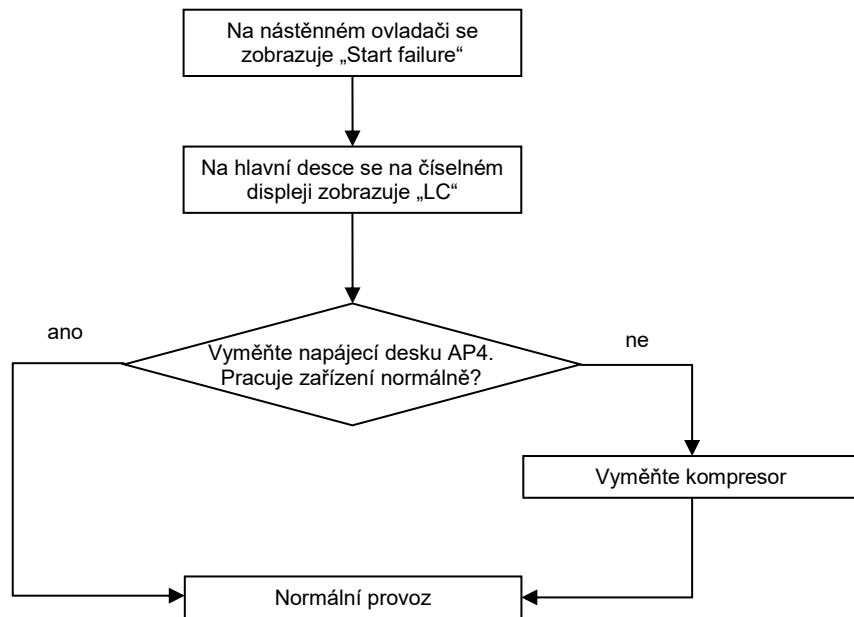 Na nástěnném ovladači se
zobrazuje „Start failure“
Na hlavní desce se na číselném
displeji zobrazuje „LC“
ano
Vyměňte napájecí desku AP4.
Pracuje zařízení normálně?
ne
Vyměňte kompresor
Normální provoz